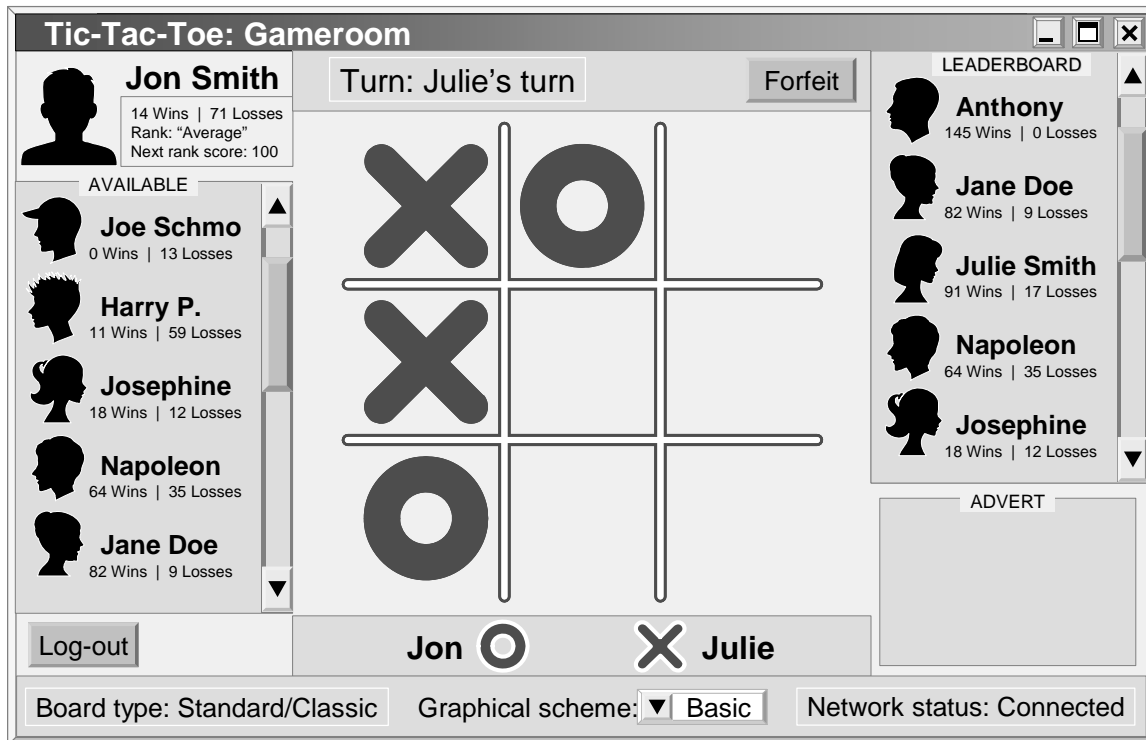 Tic-Tac-Toe: Gameroom
Jon Smith
14 Wins | 71 Losses
Rank: “Average”
Next rank score: 100
AVAILABLE
Joe Schmo
0 Wins | 13 Losses
Harry P.
11 Wins | 59 Losses
Josephine
18 Wins | 12 Losses
Napoleon
64 Wins | 35 Losses
Jane Doe
82 Wins | 9 Losses
Log-out
Turn: Julie’s turn
Forfeit
Jon
Julie
LEADERBOARD
Anthony
145 Wins | 0 Losses
Jane Doe
82 Wins | 9 Losses
Julie Smith
91 Wins | 17 Losses
Napoleon
64 Wins | 35 Losses
Josephine
18 Wins | 12 Losses
ADVERT
Board type: Standard/Classic
Graphical scheme: Basic
Network status: Connected